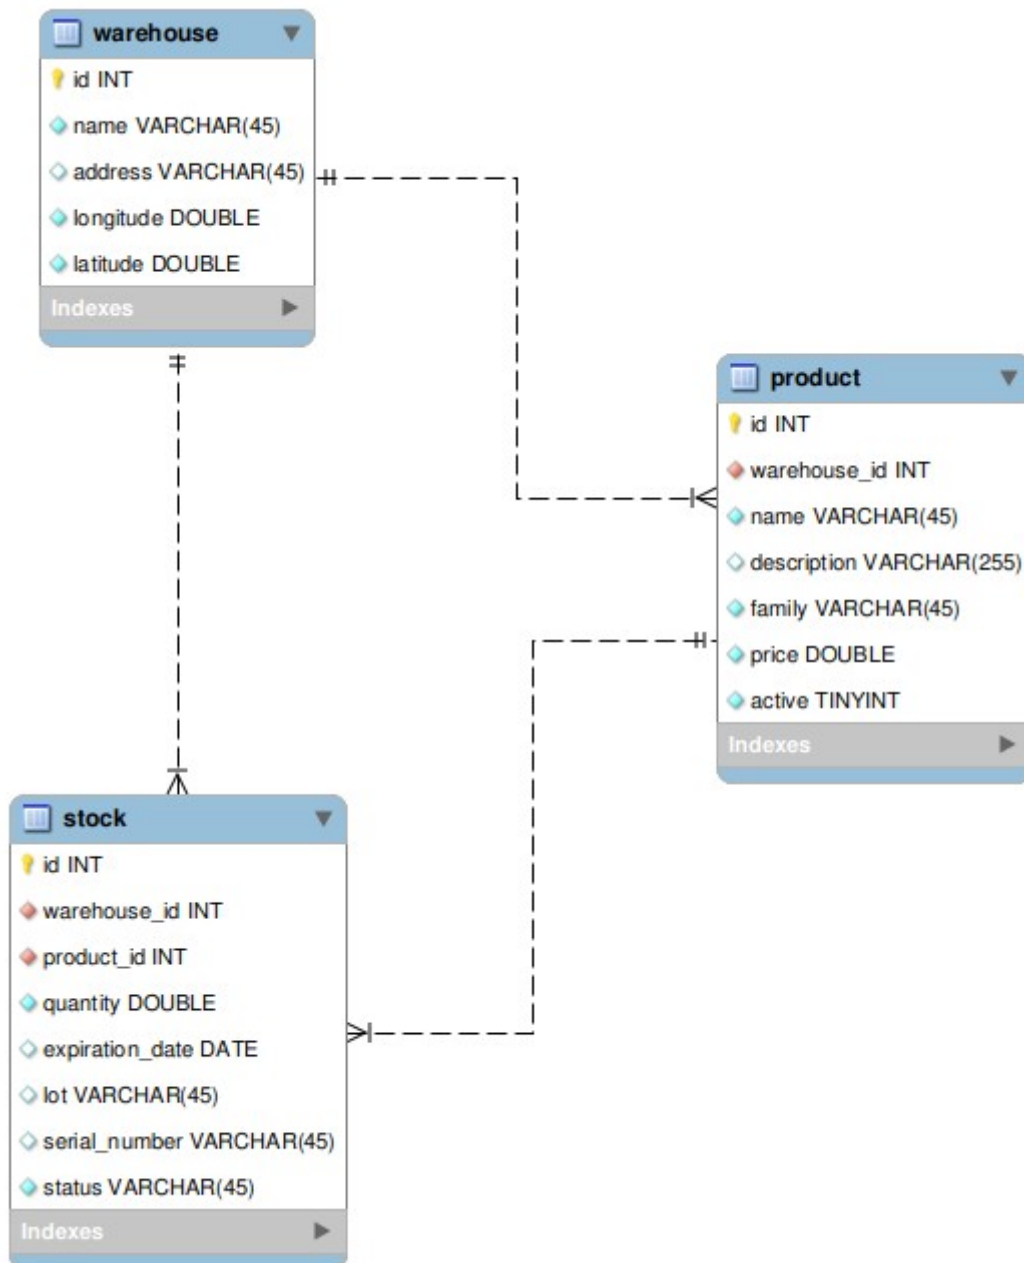 warehouse
id INT
name VARCHAR(45)
address VARCHAR(45)
longitude DOUBLE
latitude DOUBLE
Indexes
product
id INT
warehouse_id INT
name VARCHAR(45)
description VARCHAR(255)
family VARCHAR(45)
price DOUBLE
active TINYINT
Indexes
stock
id INT
warehouse_id INT
product_id INT
quantity DOUBLE
expiration_date DATE
lot VARCHAR(45)
serial_number VARCHAR(45)
status VARCHAR(45)
Indexes